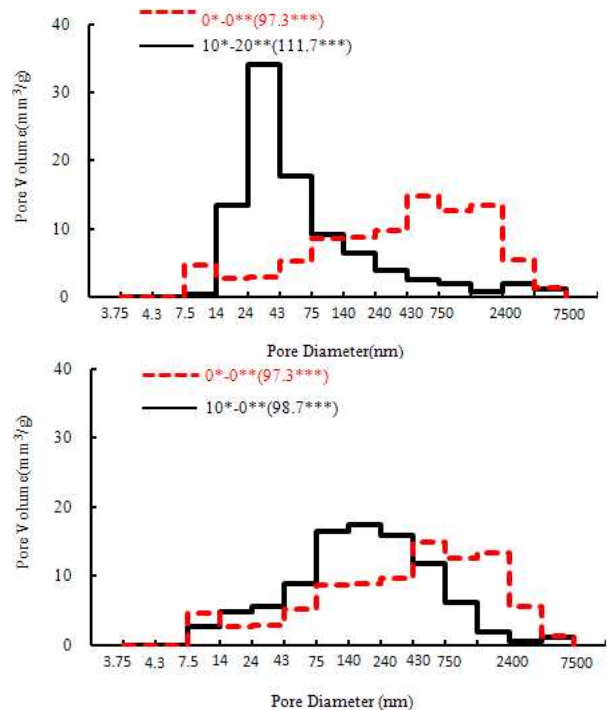 0*-0**(97.3***)
10*-20**(111.7***)
40
30
20
10
0
Pore Volume(mm³/g)
3.75 4.3 7.5 14 24 43 75 140 240 430 750 2400 7500
Pore Diameter(nm)
0*-0**(97.3***)
10*-0**(98.7***)
40
30
20
10
0
Pore Volume(mm³/g)
3.75 4.3 7.5 14 24 43 75 140 240 430 750 2400 7500
Pore Diameter (nm)